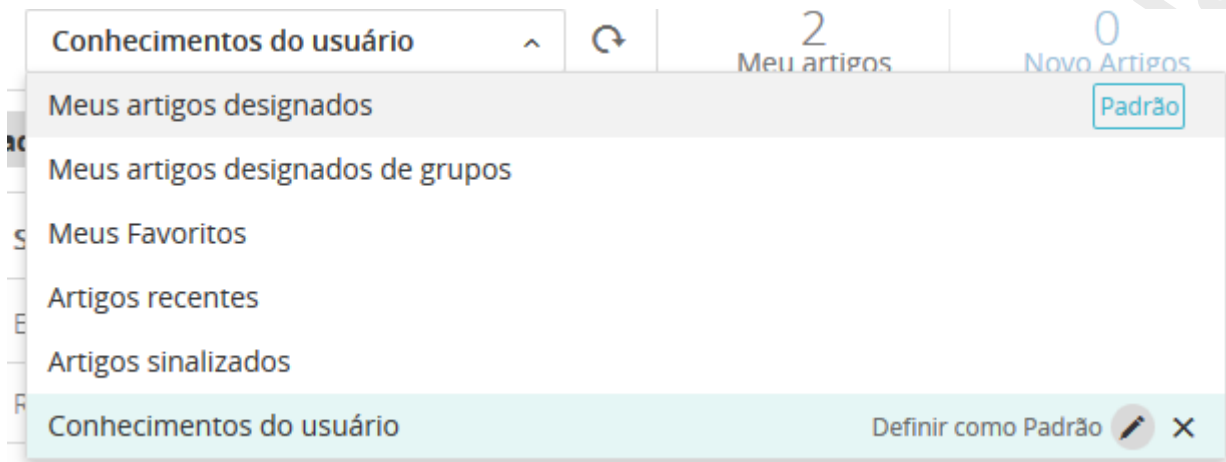 Conhecimentos do usuário
2
Meu artigos
0
Novo Artigos
Meus artigos designados Padrão
Meus artigos designados de grupos
Meus Favoritos
Artigos recentes
Artigos sinalizados
Conhecimentos do usuário Definir como Padrão